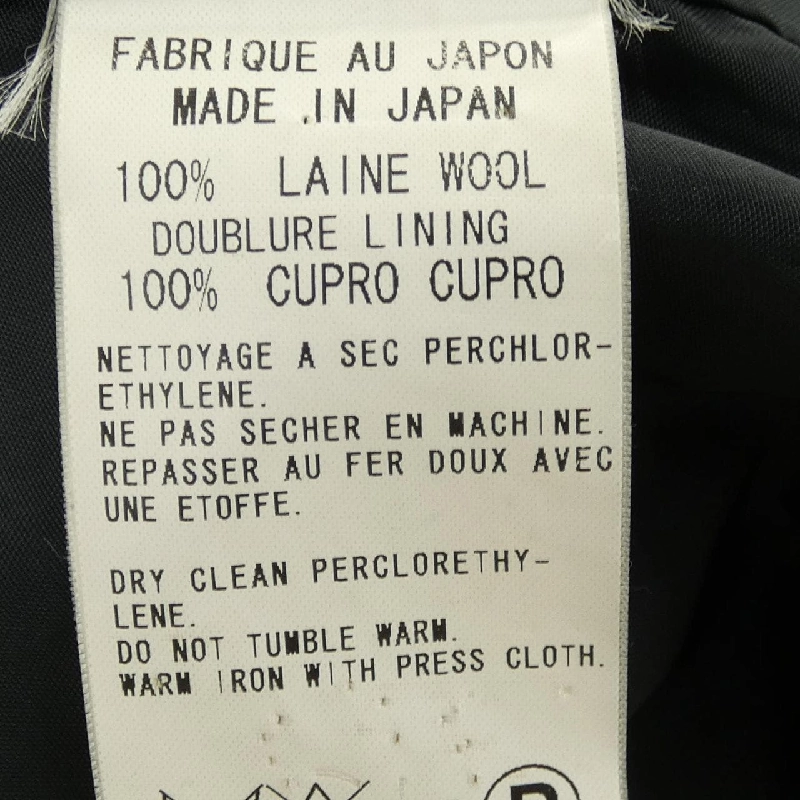 FABRIQUE AU JAPON
MADE IN JAPAN
100% LAINE WOOL
DOUBLURE LINING
100% CUPRO CUPRO
NETTOYAGE A SEC PERCHLOR-
ETHYLENE.
NE PAS SECHER EN MACHINE.
REPASSER AU FER DOUX AVEC
UNE ETOFFE.
DRY CLEAN PERCLORETHY-
LENE.
DO NOT TUMBLE WARM.
WARM IRON WITH PRESS CLOTH.
P